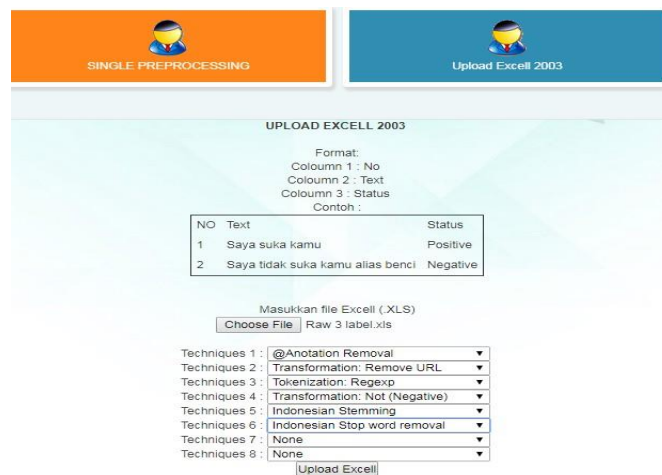 SINGLE PREPROCESSING
Upload Excell 2003
UPLOAD EXCELL 2003
Format:
Coloumn 1 : No
Coloumn 2 : Text
Coloumn 3 : Status
Contoh :
NO Text Status
1 Saya suka kamu Positive
2 Saya tidak suka kamu alias benci Negative
Masukkan file Excell (.XLS)
Choose File Raw 3 label.xls
Techniques 1 : @Anotation Removal
Techniques 2 : Transformation: Remove URL
Techniques 3 : Tokenization: Regexp
Techniques 4 : Transformation: Not (Negative)
Techniques 5 : Indonesian Stemming
Techniques 6 : Indonesian Stop word removal
Techniques 7 : None
Techniques 8 : None
Upload Excell